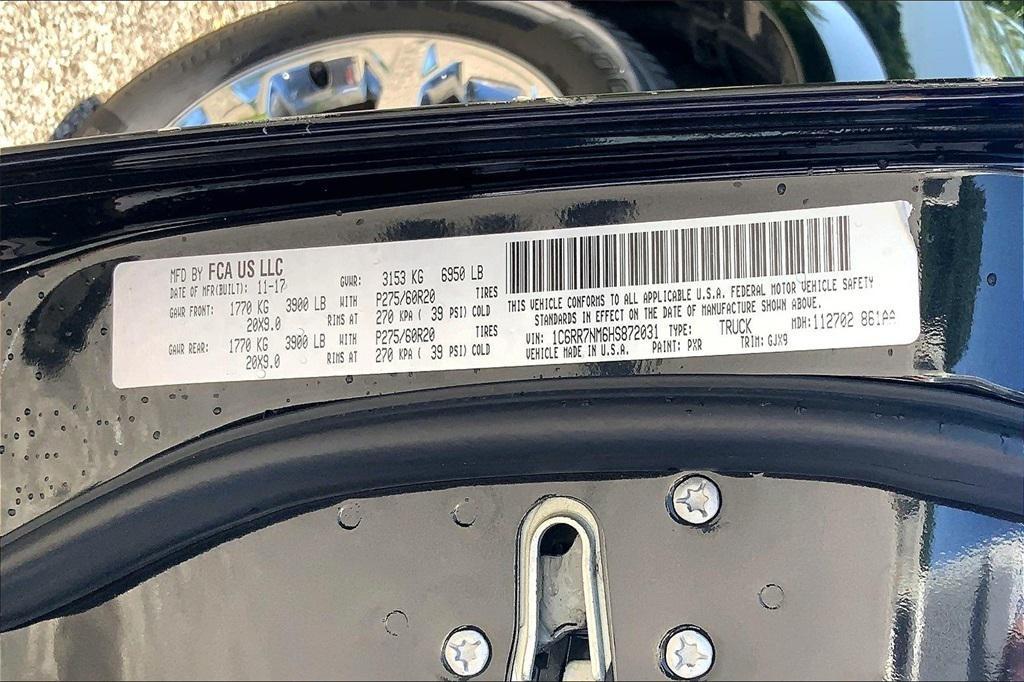 MFD BY FCA US LLC
DATE OF MFR(BUILT): 11-17 GVWR: 3153 KG 6950 LB
GAWR FRONT: 1770 KG 3900 LB WITH P275/60R20 TIRES
20X9.0 RIMS AT 270 KPA ( 39 PSI) COLD
GAWR REAR: 1770 KG 3900 LB WITH P275/60R20 TIRES
20X9.0 RIMS AT 270 KPA ( 39 PSI) COLD
THIS VEHICLE CONFORMS TO ALL APPLICABLE U.S.A. FEDERAL MOTOR VEHICLE SAFETY
STANDARDS IN EFFECT ON THE DATE OF MANUFACTURE SHOWN ABOVE.
VIN: 1C6RR7NM6HS872031 TYPE: TRUCK MDH:112702 861AA
VEHICLE MADE IN U.S.A. PAINT: PXR TRIM: GJX9